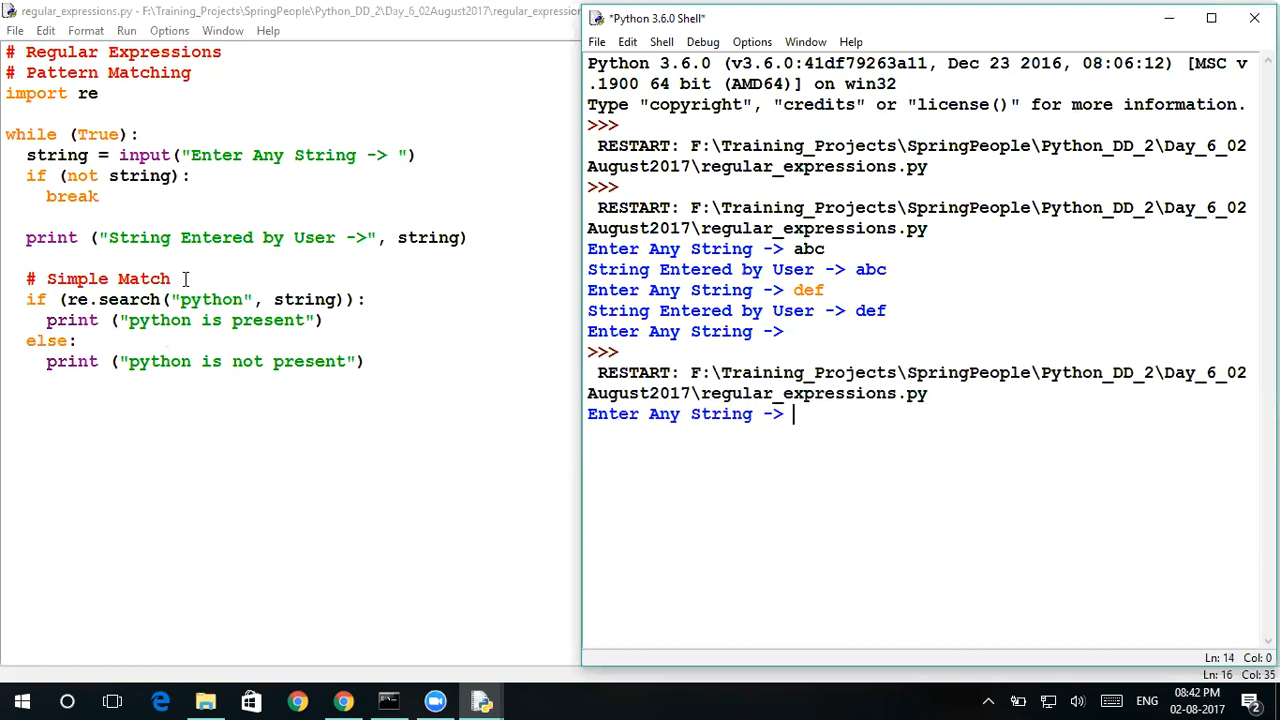 regular_expressions.py - F:\Training_Projects\SpringPeople\Python_DD_2\Day_6_02August2017\regular_expressions
File Edit Format Run Options Window Help
# Regular Expressions
# Pattern Matching
import re
while (True):
string = input("Enter Any String -> ")
if (not string):
break
print ("String Entered by User ->", string)
# Simple Match
if (re.search("python", string)):
print ("python is present")
else:
print ("python is not present")
*Python 3.6.0 Shell*
File Edit Shell Debug Options Window Help
Python 3.6.0 (v3.6.0:41df79263a11, Dec 23 2016, 08:06:12) [MSC v
.1900 64 bit (AMD64)] on win32
Type "copyright", "credits" or "license()" for more information.
>>>
RESTART: F:\Training_Projects\SpringPeople\Python_DD_2\Day_6_02
August2017\regular_expressions.py
>>>
RESTART: F:\Training_Projects\SpringPeople\Python_DD_2\Day_6_02
August2017\regular_expressions.py
Enter Any String -> abc
String Entered by User -> abc
Enter Any String -> def
String Entered by User -> def
Enter Any String ->
>>>
RESTART: F:\Training_Projects\SpringPeople\Python_DD_2\Day_6_02
August2017\regular_expressions.py
Enter Any String ->
Ln: 14 Col: 0
Ln: 16 Col: 35
ENG
08:42 PM
02-08-2017
2